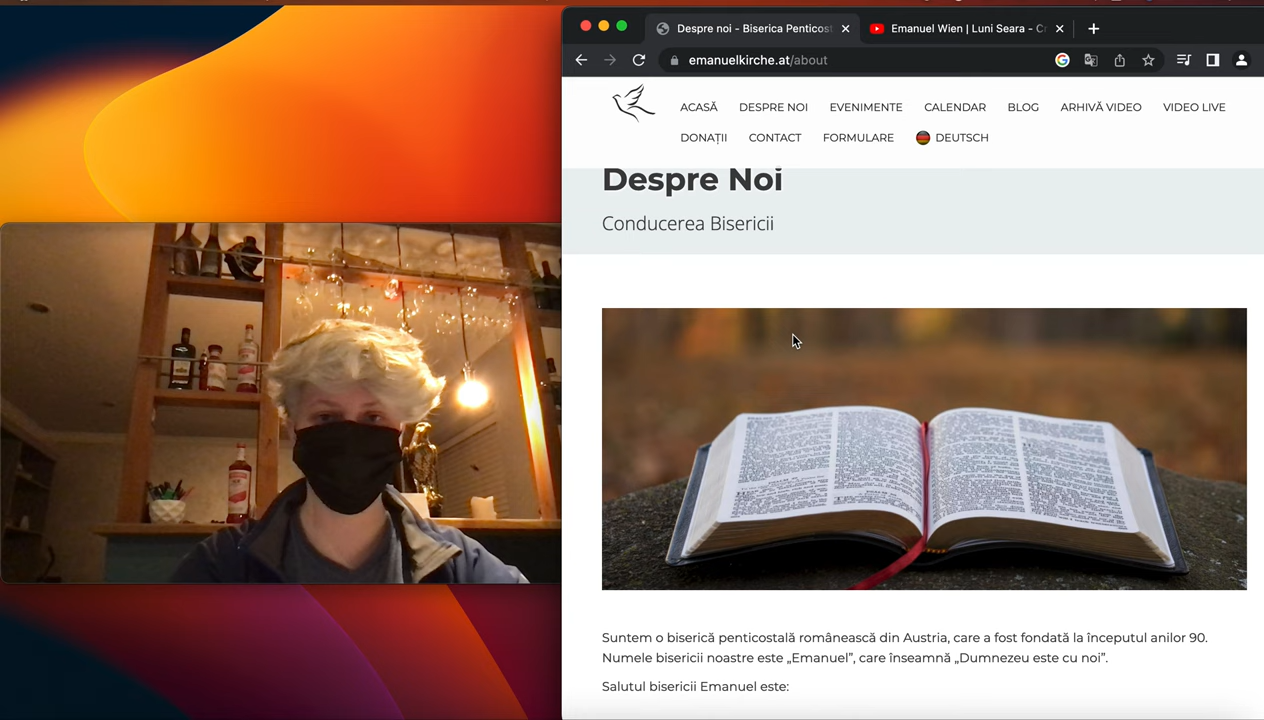 Despre noi - Biserica Penticost
Emanuel Wien | Luni Seara - C
emanuelkirche.at/about
ACASĂ DESPRE NOI EVENIMENTE CALENDAR BLOG ARHIVĂ VIDEO VIDEO LIVE
DONAȚII CONTACT FORMULARE DEUTSCH
Despre Noi
Conducerea Bisericii
Suntem o biserică penticostală românească din Austria, care a fost fondată la începutul anilor 90.
Numele bisericii noastre este „Emanuel”, care înseamnă „Dumnezeu este cu noi”.
Salutul bisericii Emanuel este: